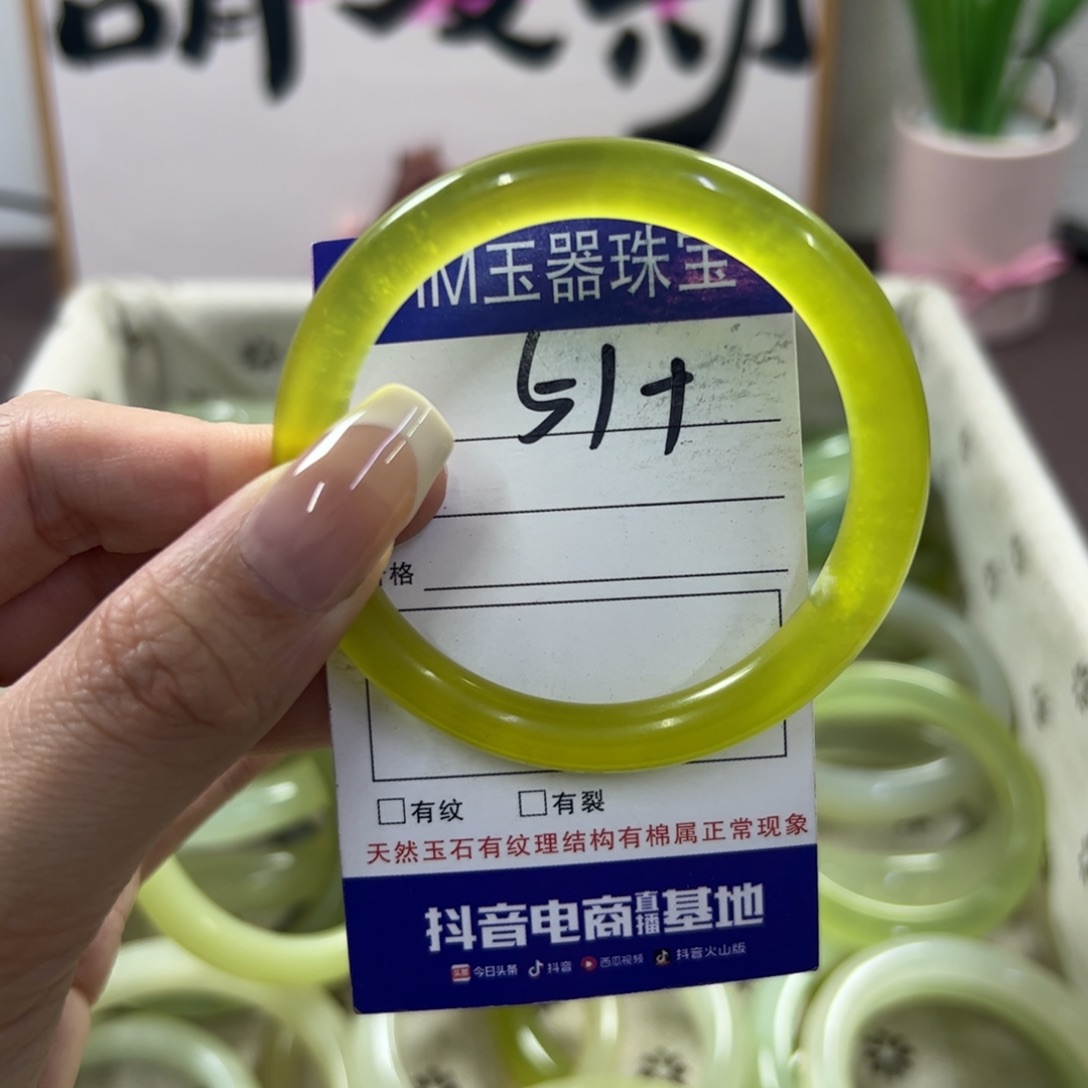 M玉器珠宝
51+
格
有纹 有裂
天然玉石有纹理结构有棉属正常现象
抖音电商直播基地
今日头条 抖音 西瓜视频 抖音火山版